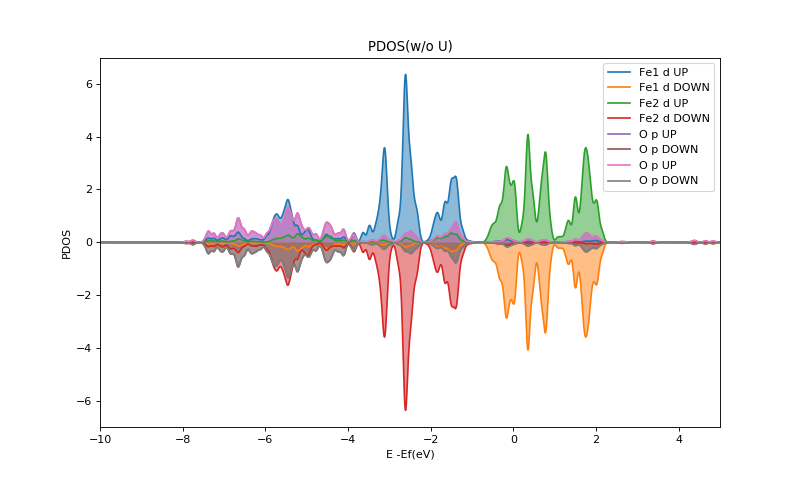 PDOS(w/o U)
Fe1 d UP
Fe1 d DOWN
Fe2 d UP
Fe2 d DOWN
O p UP
O p DOWN
O p UP
O p DOWN
PDOS
6
4
2
0
−2
−4
−6
−10 −8 −6 −4 −2 0 2 4
E -Ef(eV)